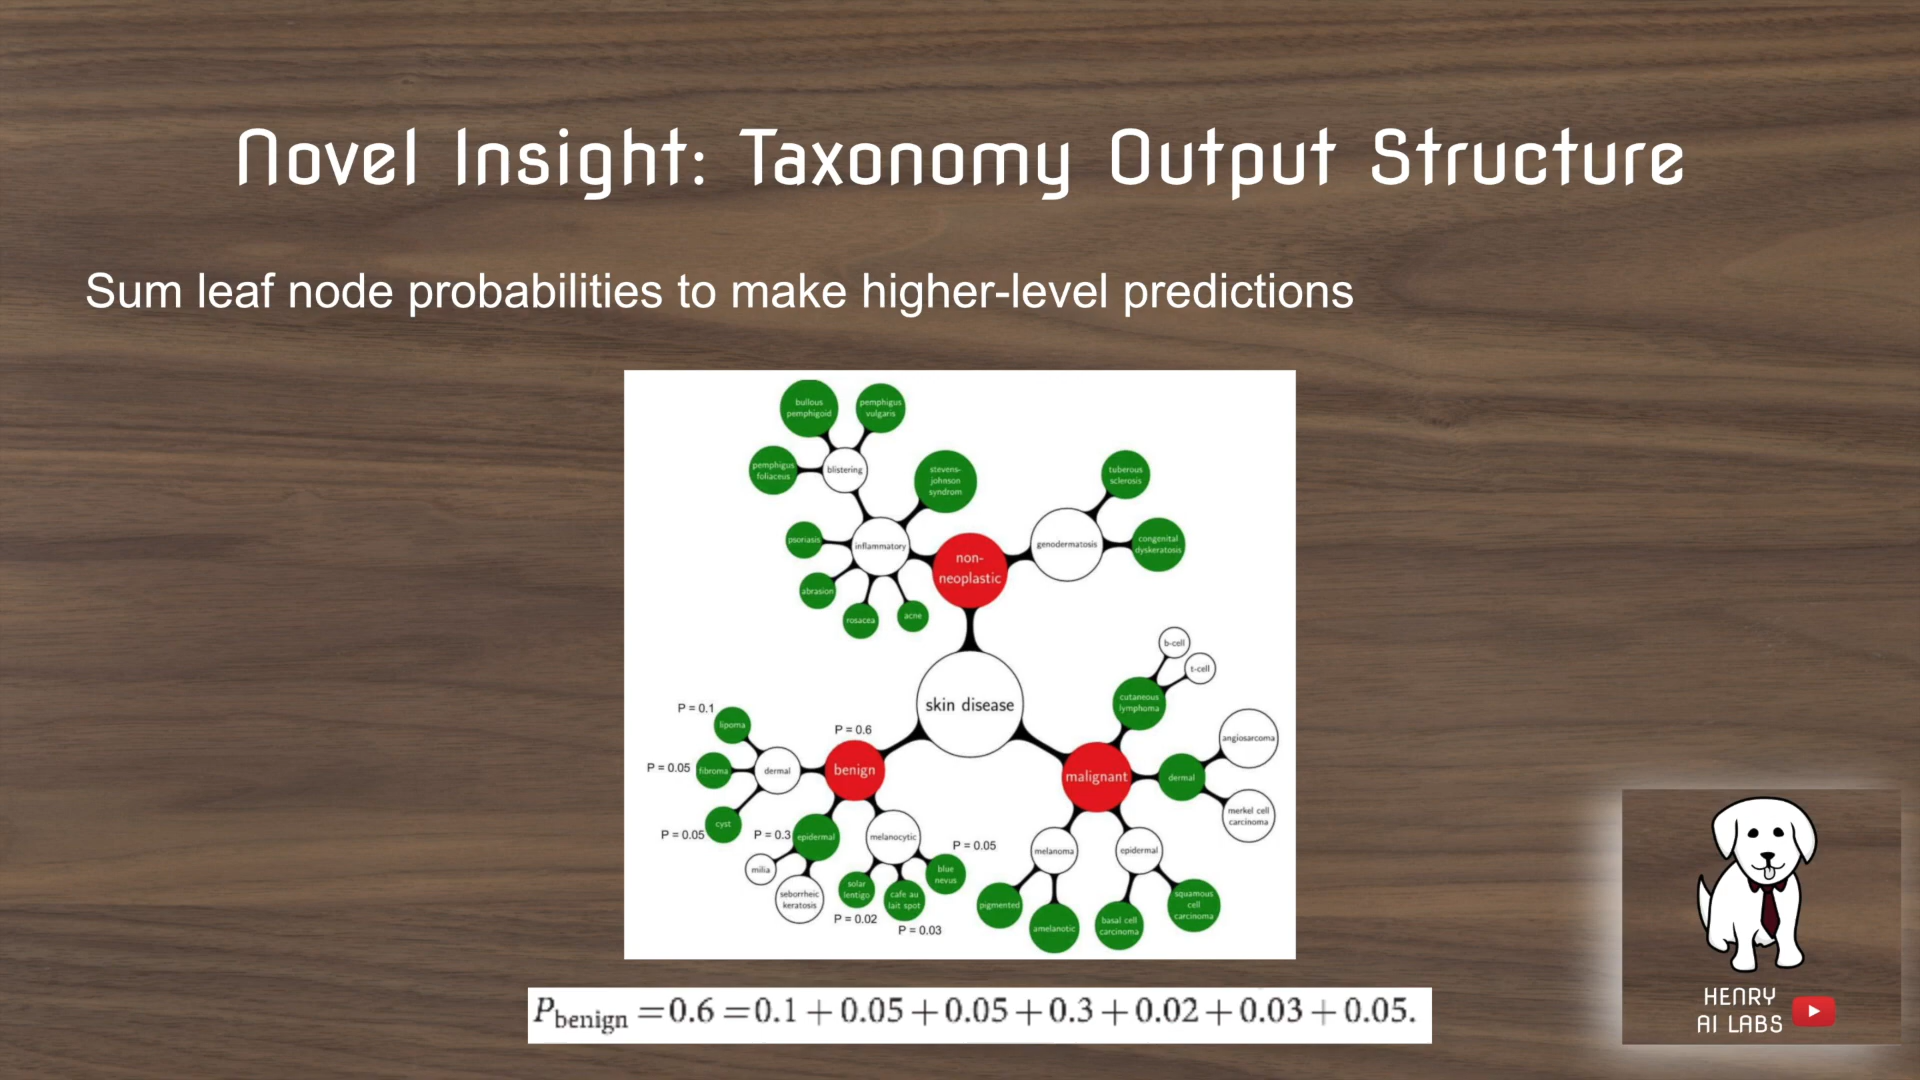 Novel Insight: Taxonomy Output Structure
Sum leaf node probabilities to make higher-level predictions
bullous
pemphigoid
pemphigus
vulgaris
pemphigus
foliaceus
blistering
stevens-
johnson
syndrom
psoriasis
inflammatory
abrasion
rosacea
acne
non-
neoplastic
genodermatosis
tuberous
sclerosis
congenital
dyskeratosis
skin disease
b-cell
t-cell
cutaneous
lymphoma
angiosarcoma
malignant
dermal
merkel cell
carcinoma
melanoma
epidermal
pigmented
amelanotic
basal cell
carcinoma
squamous
cell
carcinoma
P = 0.1
lipoma
P = 0.6
P = 0.05
fibroma
dermal
benign
P = 0.05
cyst
P = 0.3
epidermal
melanocytic
milia
seborrheic
keratosis
solar
lentigo
P = 0.02
cafe au
lait spot
P = 0.03
blue
nevus
P = 0.05
Pbenign = 0.6 = 0.1 + 0.05 + 0.05 + 0.3 + 0.02 + 0.03 + 0.05.
HENRY
AI LABS